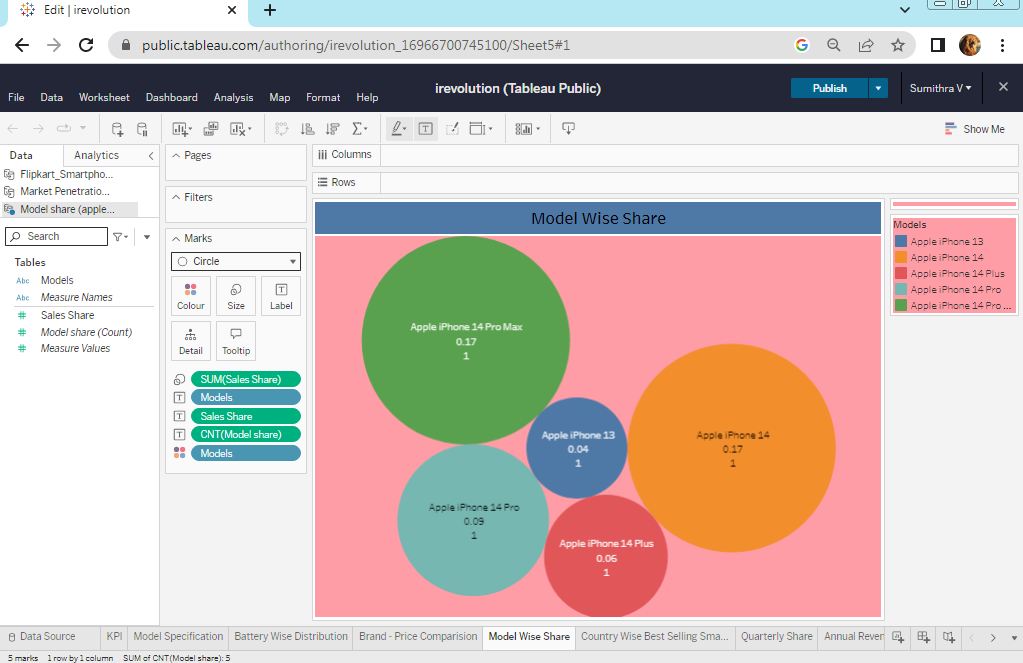 Edit | irevolution
public.tableau.com/authoring/irevolution_16966700745100/Sheet5#1
irevolution (Tableau Public)
Publish
Sumithra V
File Data Worksheet Dashboard Analysis Map Format Help
Show Me
Data Analytics
Flipkart_Smartpho...
Market Penetratio...
Model share (apple...
Search
Tables
Abc Models
Abc Measure Names
Sales Share
Model share (Count)
Measure Values
Pages
Filters
Marks
Circle
Colour Size Label
Detail Tooltip
SUM(Sales Share)
Models
Sales Share
CNT(Model share)
Models
Columns
Rows
Model Wise Share
Apple iPhone 14 Pro Max
0.17
1
Apple iPhone 13
0.04
1
Apple iPhone 14
0.17
1
Apple iPhone 14 Pro
0.09
1
Apple iPhone 14 Plus
0.06
1
Models
Apple iPhone 13
Apple iPhone 14
Apple iPhone 14 Plus
Apple iPhone 14 Pro
Apple iPhone 14 Pro ...
Data Source KPI Model Specification Battery Wise Distribution Brand - Price Comparision Model Wise Share Country Wise Best Selling Sma... Quarterly Share Annual Rever
5 marks 1 row by 1 column SUM of CNT(Model share): 5